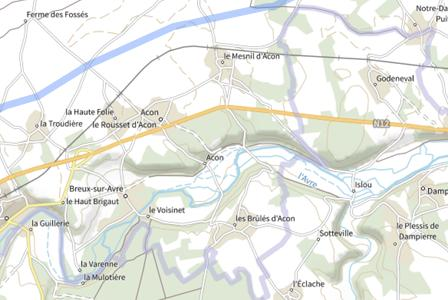 Ferme des Fossés
Notre-Da
Pui
le Mesnil d'Acon
Godeneval
la Haute Folie
Acon
la Troudière
le Rousset d'Acon
N12
Acon
l'Avre
Islou
Damp
Breux-sur-Avre
le Haut Brigaut
le Voisinet
la Guillerie
les Brûlés d'Acon
Sotteville
le Plessis de
Dampierre
la Varenne
la Mulotière
l'Éclache